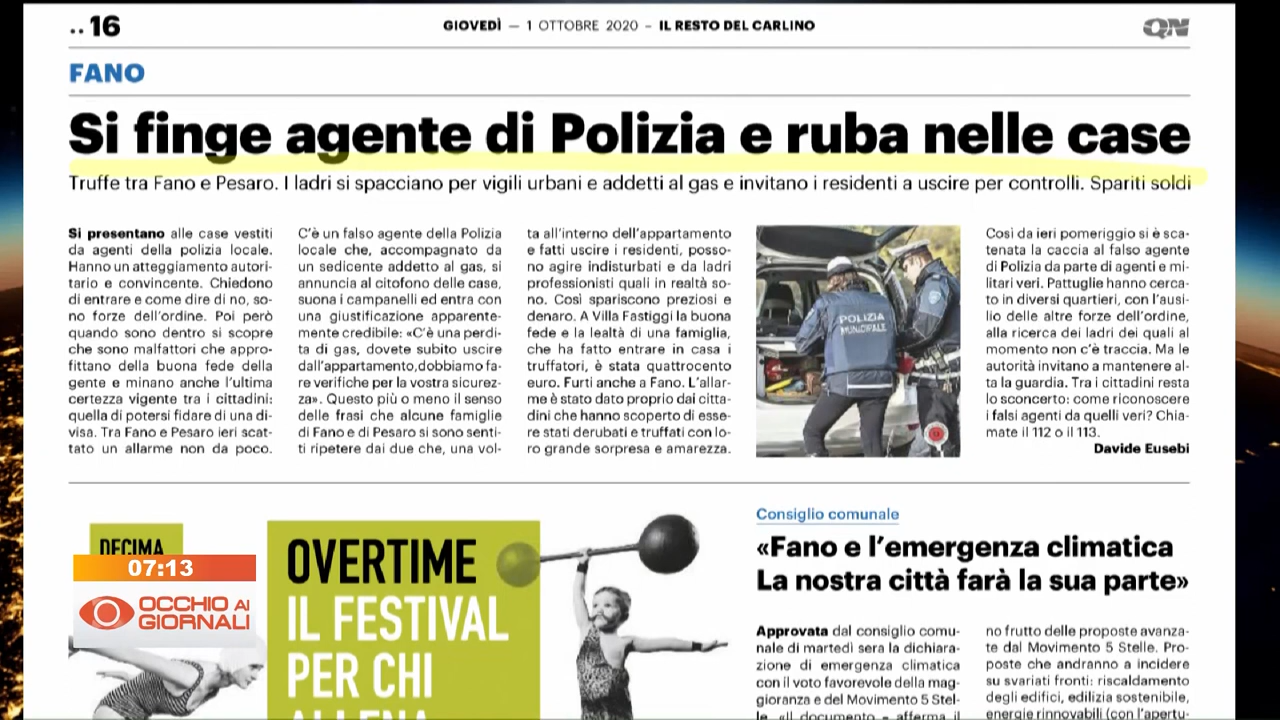 .. 16
GIOVEDÌ — 1 OTTOBRE 2020 – IL RESTO DEL CARLINO
QN
FANO
Si finge agente di Polizia e ruba nelle case
Truffe tra Fano e Pesaro. I ladri si spacciano per vigili urbani e addetti al gas e invitano i residenti a uscire per controlli. Spariti soldi
Si presentano alle case vestiti
da agenti della polizia locale.
Hanno un atteggiamento autori-
tario e convincente. Chiedono
di entrare e come dire di no, so-
no forze dell'ordine. Poi però
quando sono dentro si scopre
che sono malfattori che appro-
fittano della buona fede della
gente e minano anche l'ultima
certezza vigente tra i cittadini:
quella di potersi fidare di una di-
visa. Tra Fano e Pesaro ieri scat-
tato un allarme non da poco.
C'è un falso agente della Polizia
locale che, accompagnato da
un sedicente addetto al gas, si
annuncia al citofono delle case,
suona i campanelli ed entra con
una giustificazione apparente-
mente credibile: «C'è una perdi-
ta di gas, dovete subito uscire
dall'appartamento,dobbiamo fa-
re verifiche per la vostra sicurez-
za». Questo più o meno il senso
delle frasi che alcune famiglie
di Fano e di Pesaro si sono senti-
ti ripetere dai due che, una vol-
ta all'interno dell'appartamento
e fatti uscire i residenti, posso-
no agire indisturbati e da ladri
professionisti quali in realtà so-
no. Così spariscono preziosi e
denaro. A Villa Fastiggi la buona
fede e la lealtà di una famiglia,
che ha fatto entrare in casa i
truffatori, è stata quattrocento
euro. Furti anche a Fano. L'allar-
me è stato dato proprio dai citta-
dini che hanno scoperto di esse-
re stati derubati e truffati con lo-
ro grande sorpresa e amarezza.
POLIZIA
MUNICIPALE
Così da ieri pomeriggio si è sca-
tenata la caccia al falso agente
di Polizia da parte di agenti e mi-
litari veri. Pattuglie hanno cerca-
to in diversi quartieri, con l'ausi-
lio delle altre forze dell'ordine,
alla ricerca dei ladri dei quali al
momento non c'è traccia. Ma le
autorità invitano a mantenere al-
ta la guardia. Tra i cittadini resta
lo sconcerto: come riconoscere
i falsi agenti da quelli veri? Chia-
mate il 112 o il 113.
Davide Eusebi
DECIMA
07:13
OCCHIO AI
GIORNALI
OVERTIME
IL FESTIVAL
PER CHI
ALLENA
Consiglio comunale
«Fano e l'emergenza climatica
La nostra città farà la sua parte»
Approvata dal consiglio comu-
nale di martedì sera la dichiara-
zione di emergenza climatica
con il voto favorevole della mag-
gioranza e del Movimento 5 Stel-
le. «Il documento – afferma il
no frutto delle proposte avanza-
te dal Movimento 5 Stelle. Pro-
poste che andranno a incidere
su svariati fronti: riscaldamento
degli edifici, edilizia sostenibile,
energie rinnovabili (con l'apertu-